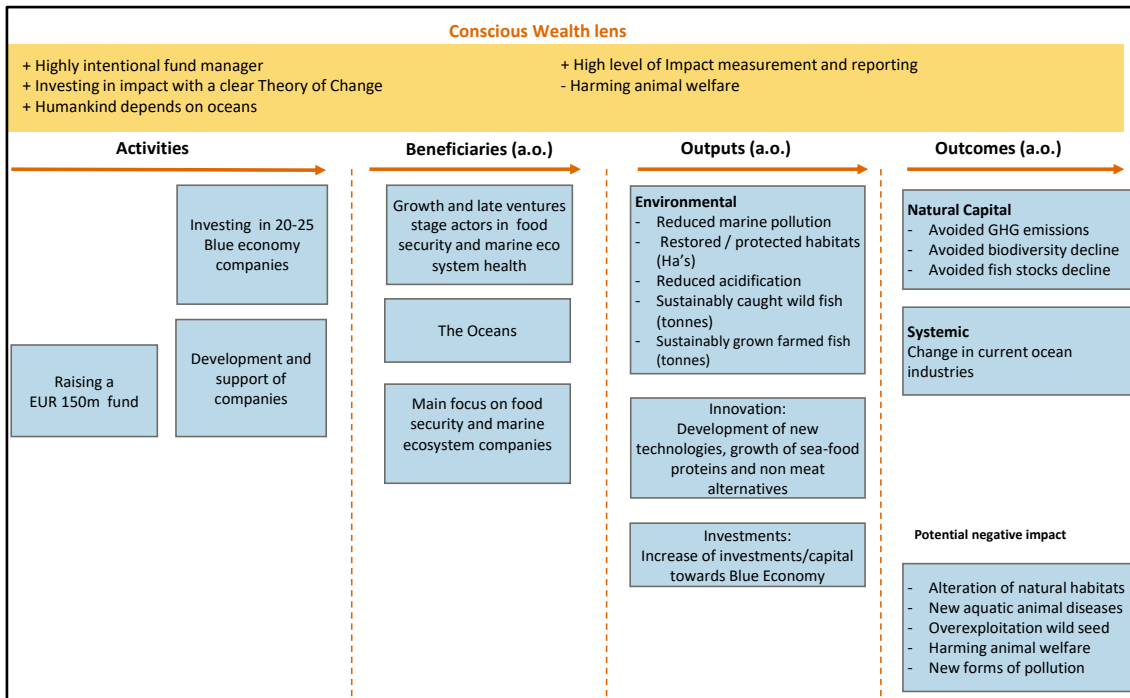 Conscious Wealth lens
+ Highly intentional fund manager
+ Investing in impact with a clear Theory of Change
+ Humankind depends on oceans
+ High level of Impact measurement and reporting
- Harming animal welfare
Activities
Raising a
EUR 150m fund
Investing in 20-25
Blue economy
companies
Development and
support of
companies
Beneficiaries (a.o.)
Growth and late ventures
stage actors in food
security and marine eco
system health
The Oceans
Main focus on food
security and marine
ecosystem companies
Outputs (a.o.)
Environmental
- Reduced marine pollution
- Restored / protected habitats
(Ha's)
- Reduced acidification
- Sustainably caught wild fish
(tonnes)
- Sustainably grown farmed fish
(tonnes)
Innovation:
Development of new
technologies, growth of sea-food
proteins and non meat
alternatives
Investments:
Increase of investments/capital
towards Blue Economy
Outcomes (a.o.)
Natural Capital
- Avoided GHG emissions
- Avoided biodiversity decline
- Avoided fish stocks decline
Systemic
Change in current ocean
industries
Potential negative impact
- Alteration of natural habitats
- New aquatic animal diseases
- Overexploitation wild seed
- Harming animal welfare
- New forms of pollution